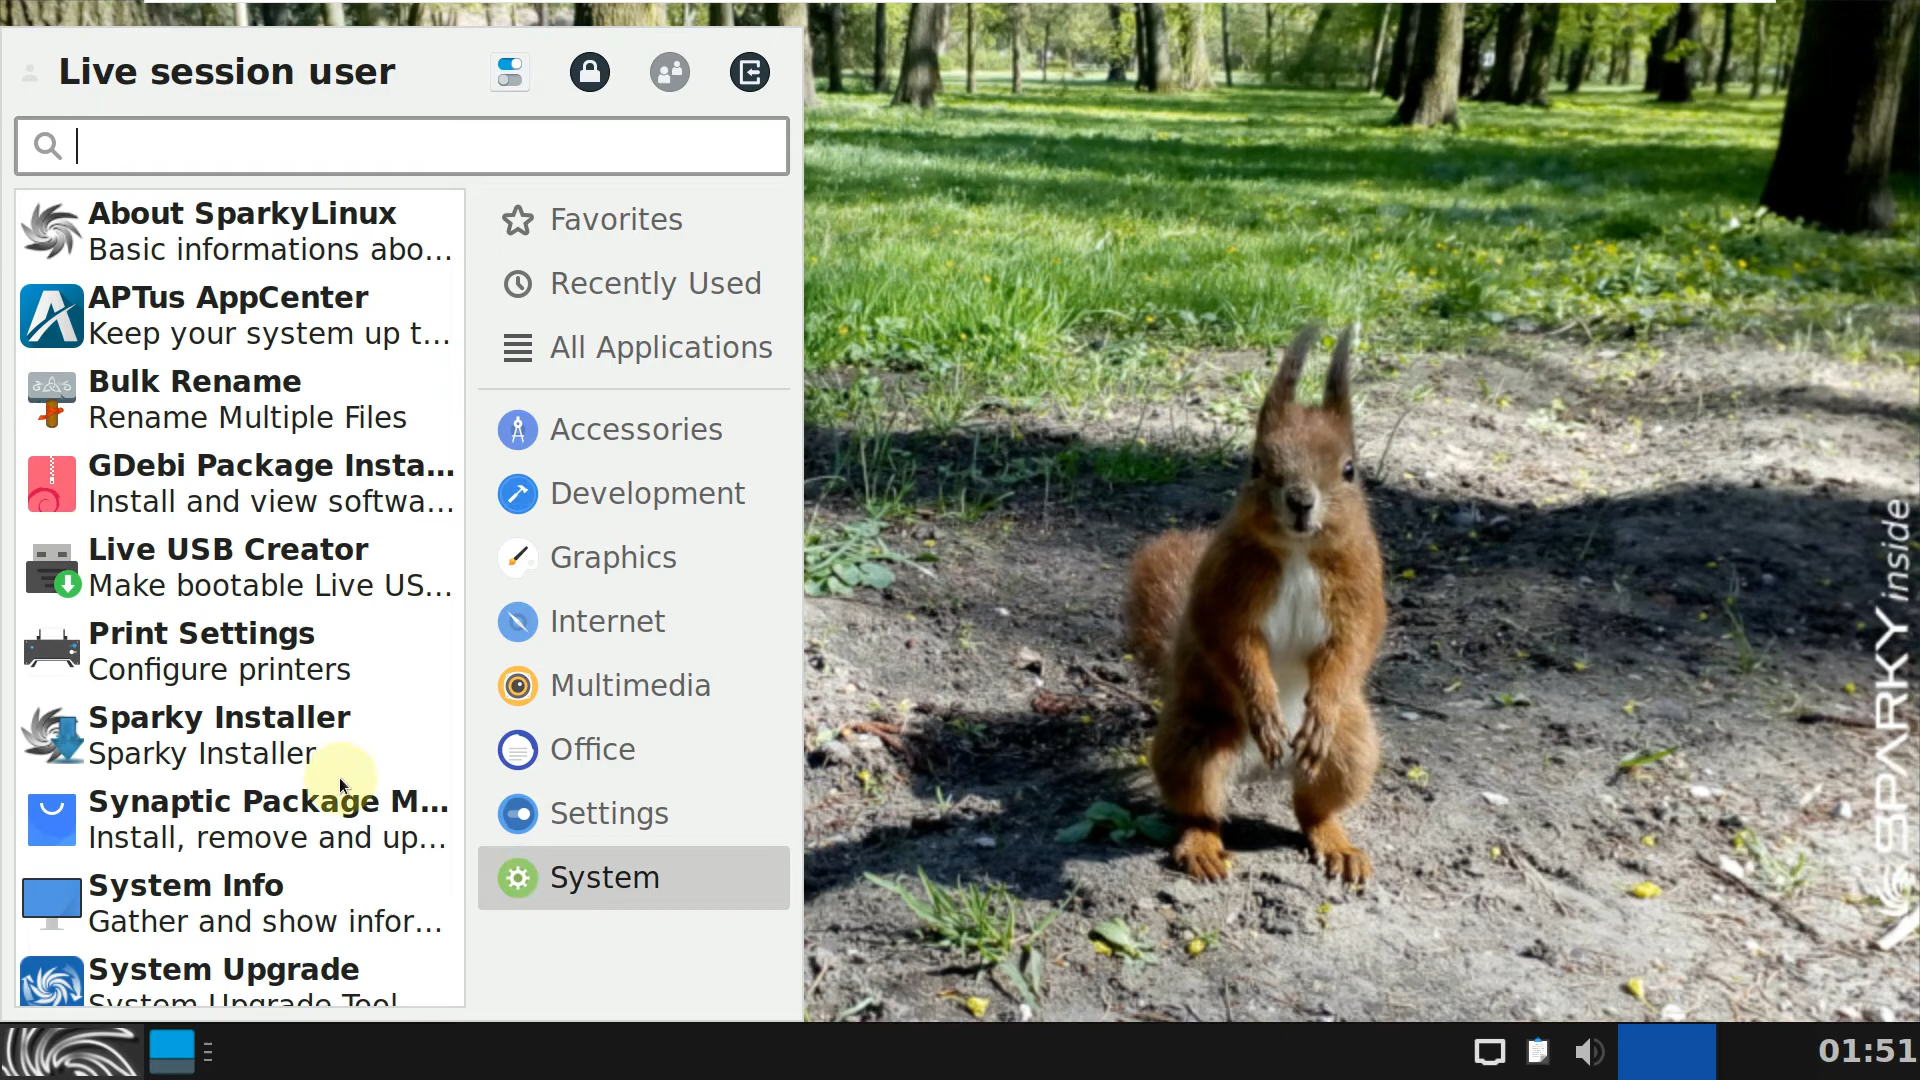 Live session user
About SparkyLinux
Basic informations abo...
APTus AppCenter
Keep your system up t...
Bulk Rename
Rename Multiple Files
GDebi Package Insta...
Install and view softwa...
Live USB Creator
Make bootable Live US...
Print Settings
Configure printers
Sparky Installer
Sparky Installer
Synaptic Package M...
Install, remove and up...
System Info
Gather and show infor...
System Upgrade
System Upgrade Tool
Favorites
Recently Used
All Applications
Accessories
Development
Graphics
Internet
Multimedia
Office
Settings
System
SPARKY inside
01:51